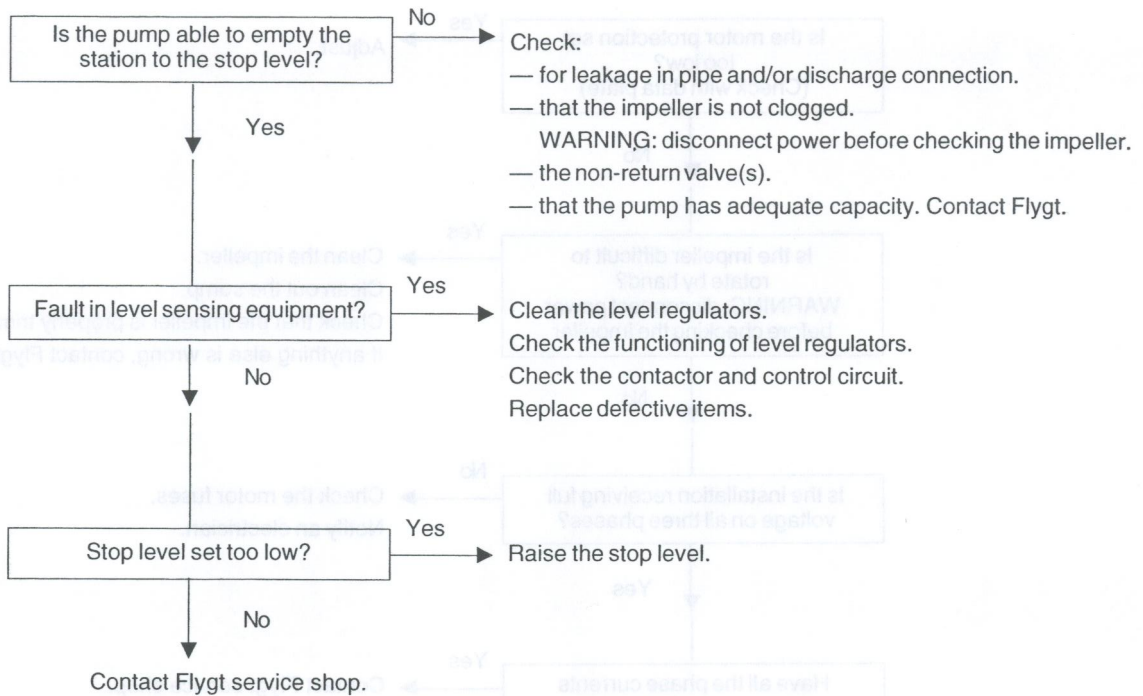 Is the pump able to empty the
station to the stop level?
No
Check:
— for leakage in pipe and/or discharge connection.
— that the impeller is not clogged.
WARNING: disconnect power before checking the impeller.
— the non-return valve(s).
— that the pump has adequate capacity. Contact Flygt.
Yes
Fault in level sensing equipment?
Yes
Clean the level regulators.
Check the functioning of level regulators.
Check the contactor and control circuit.
Replace defective items.
No
Stop level set too low?
Yes
Raise the stop level.
No
Contact Flygt service shop.